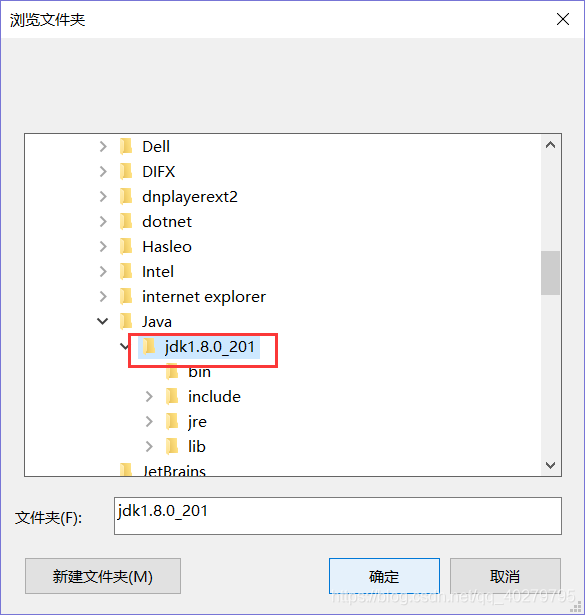 浏览文件夹
Dell
DIFX
dnplayerext2
dotnet
Hasleo
Intel
internet explorer
Java
jdk1.8.0_201
bin
include
jre
lib
JetBrains
文件夹(F):
jdk1.8.0_201
新建文件夹(M)
确定
取消
https://blog.csdn.net/qq_40279795